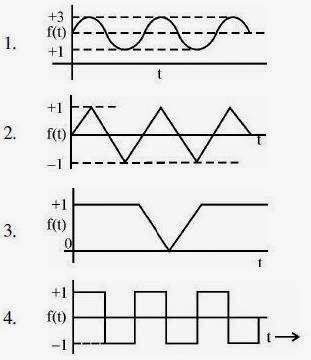 +3
f(t)
1.
+1
t
+1
2.
f(t)
t
−1
+1
3.
f(t)
0
t
+1
4.
f(t)
t
−1